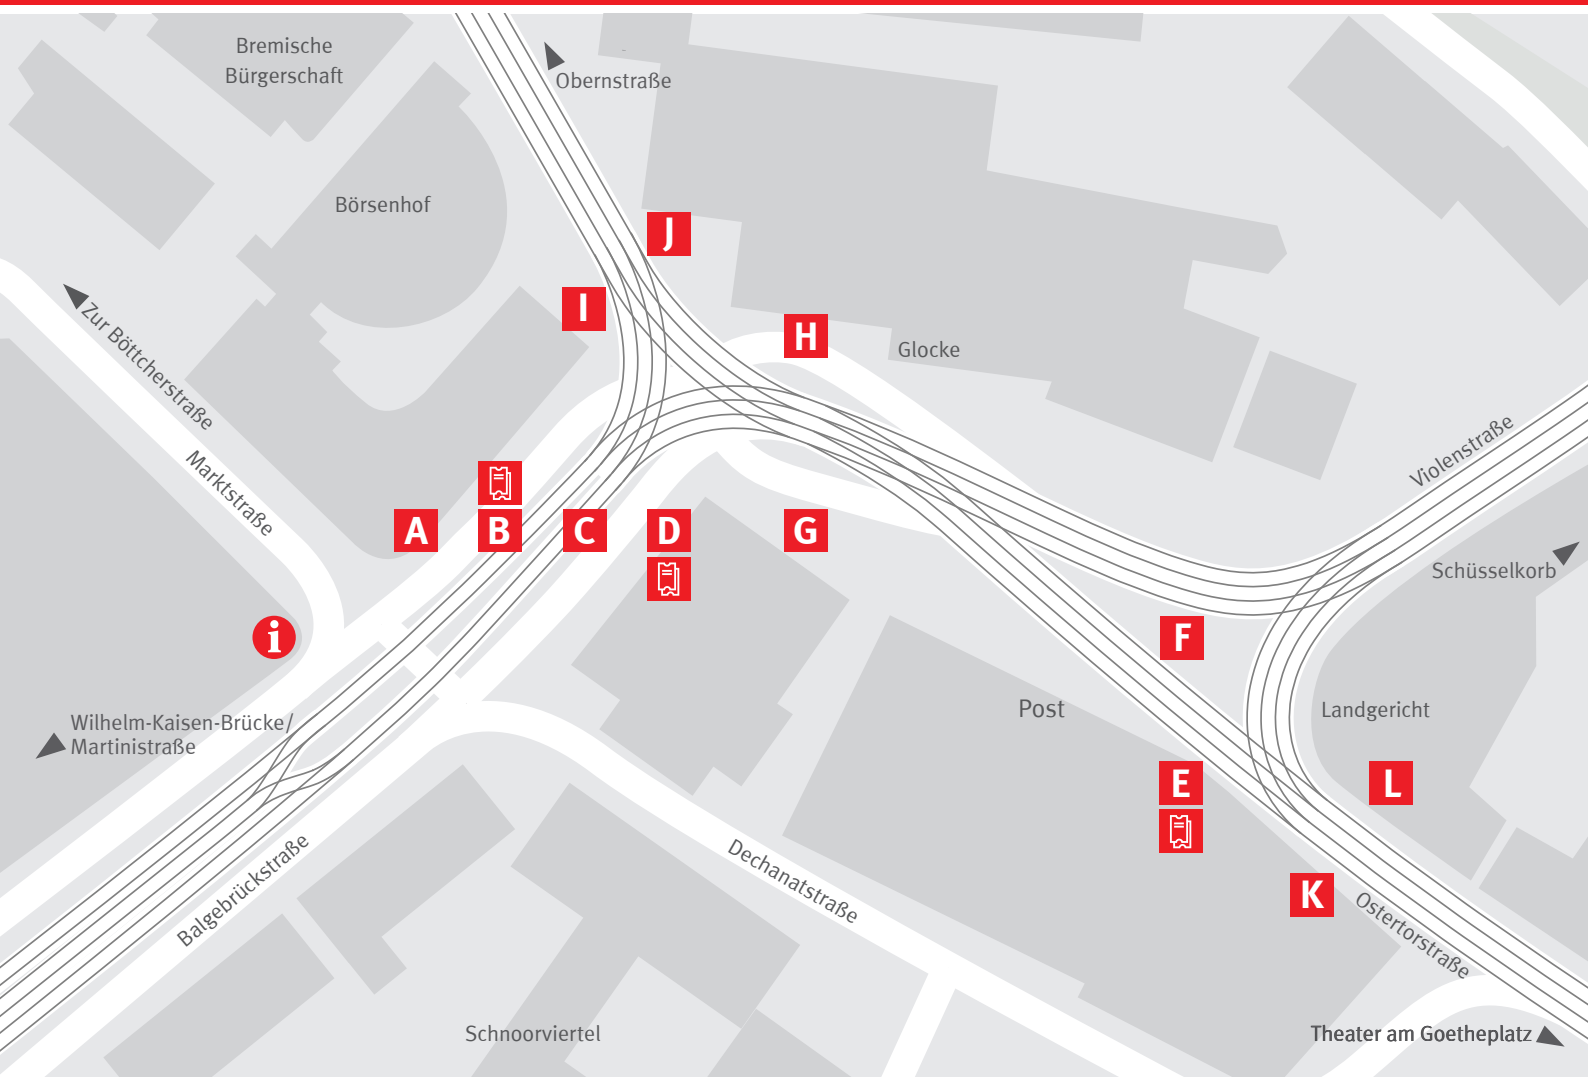 Bremische
Bürgerschaft
Obernstraße
Börsenhof
J
I
H
Glocke
Zur Böttcherstraße
Marktstraße
Violenstraße
A
B
C
D
G
Schüsselkorb
i
F
Wilhelm-Kaisen-Brücke/
Martinistraße
Post
Landgericht
E
L
Balgebrückstraße
Dechanatstraße
K
Ostertorstraße
Schnoorviertel
Theater am Goetheplatz